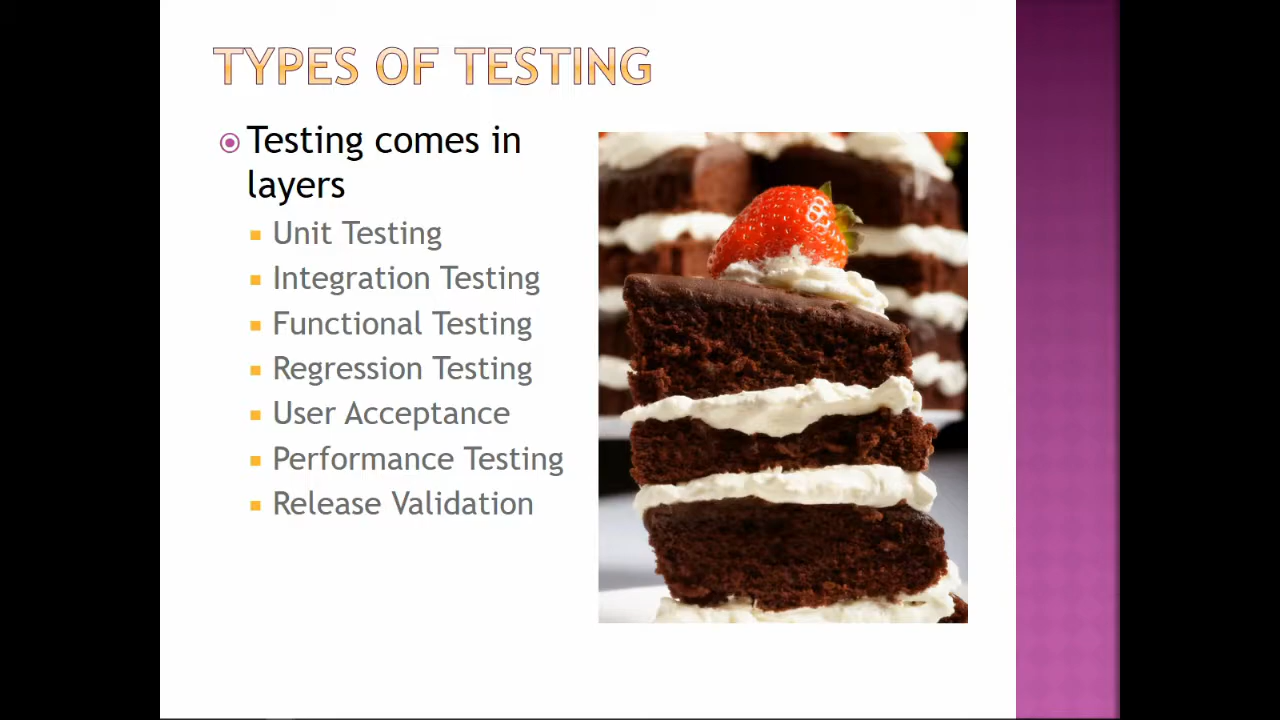 TYPES OF TESTING
Testing comes in
layers
Unit Testing
Integration Testing
Functional Testing
Regression Testing
User Acceptance
Performance Testing
Release Validation